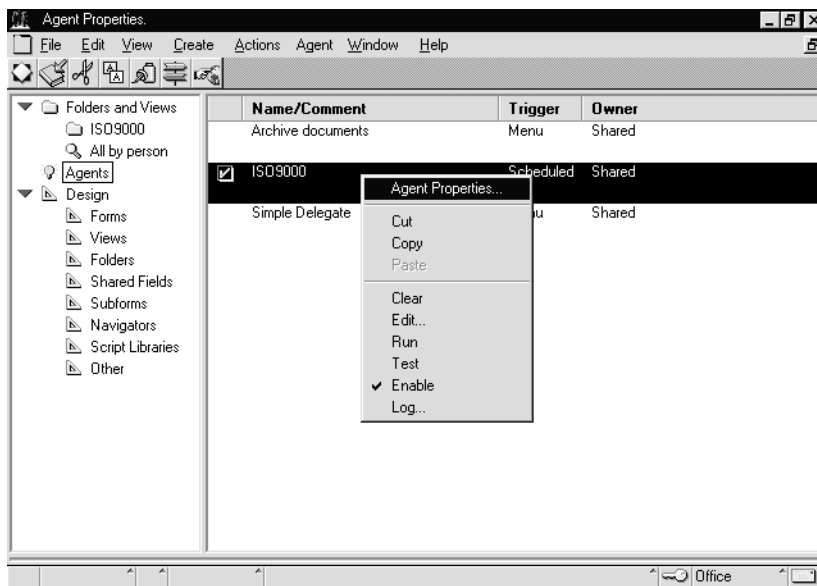 Agent Properties.
File Edit View Create Actions Agent Window Help
Folders and Views
ISO9000
All by person
Agents
Design
Forms
Views
Folders
Shared Fields
Subforms
Navigators
Script Libraries
Other
Name/Comment Trigger Owner
Archive documents Menu Shared
ISO9000 Scheduled Shared
Simple Delegate Shared
Agent Properties...
Cut
Copy
Paste
Clear
Edit...
Run
Test
Enable
Log...
Office